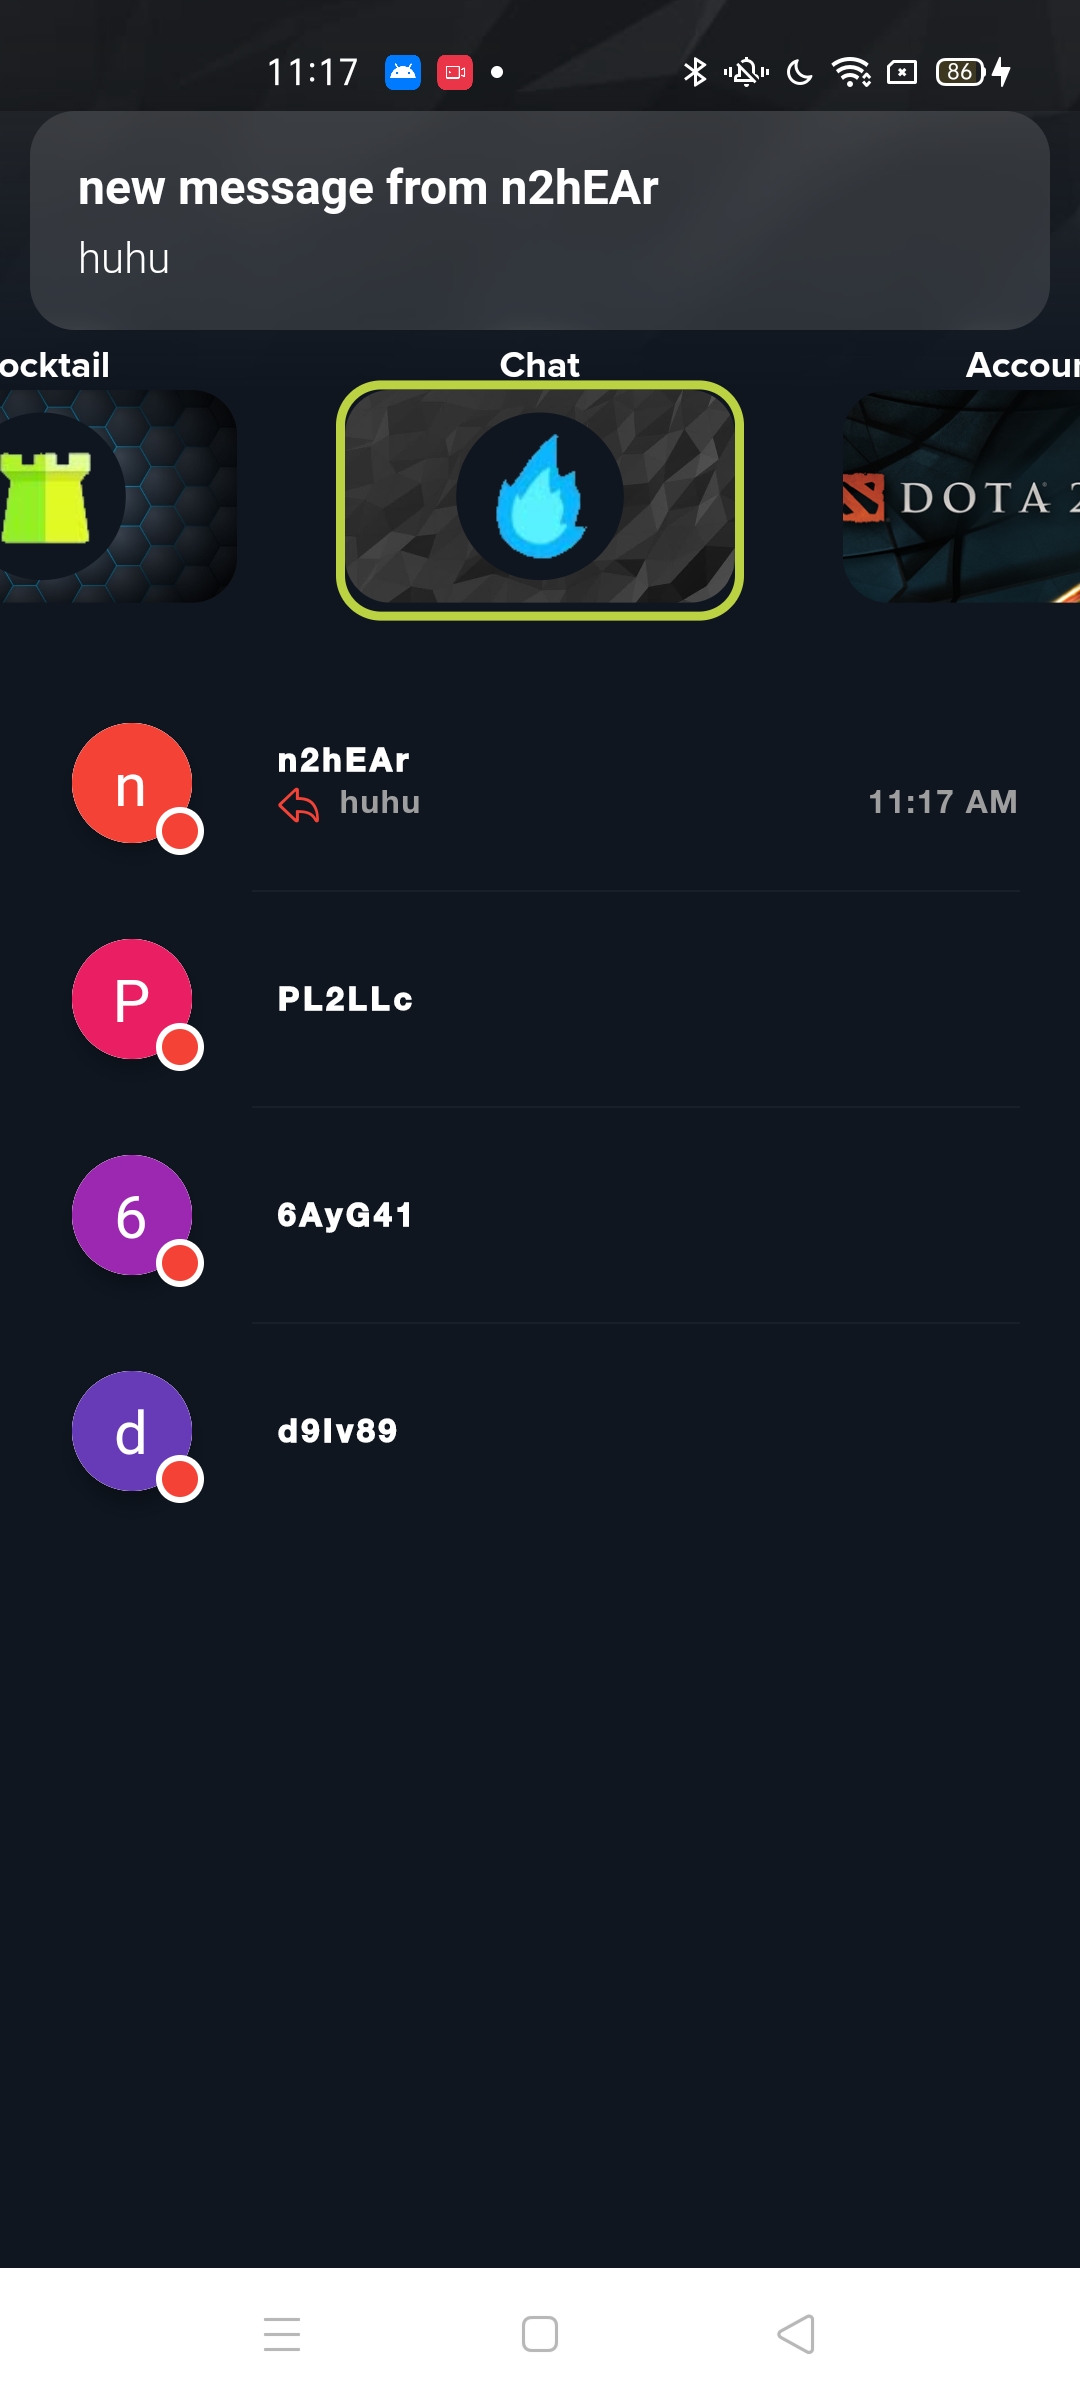 11:17
86
new message from n2hEAr
huhu
ocktail
Chat
Accour
DOTA 2
n
n2hEAr
huhu
11:17 AM
P
PL2LLc
6
6AyG41
d
d9Iv89